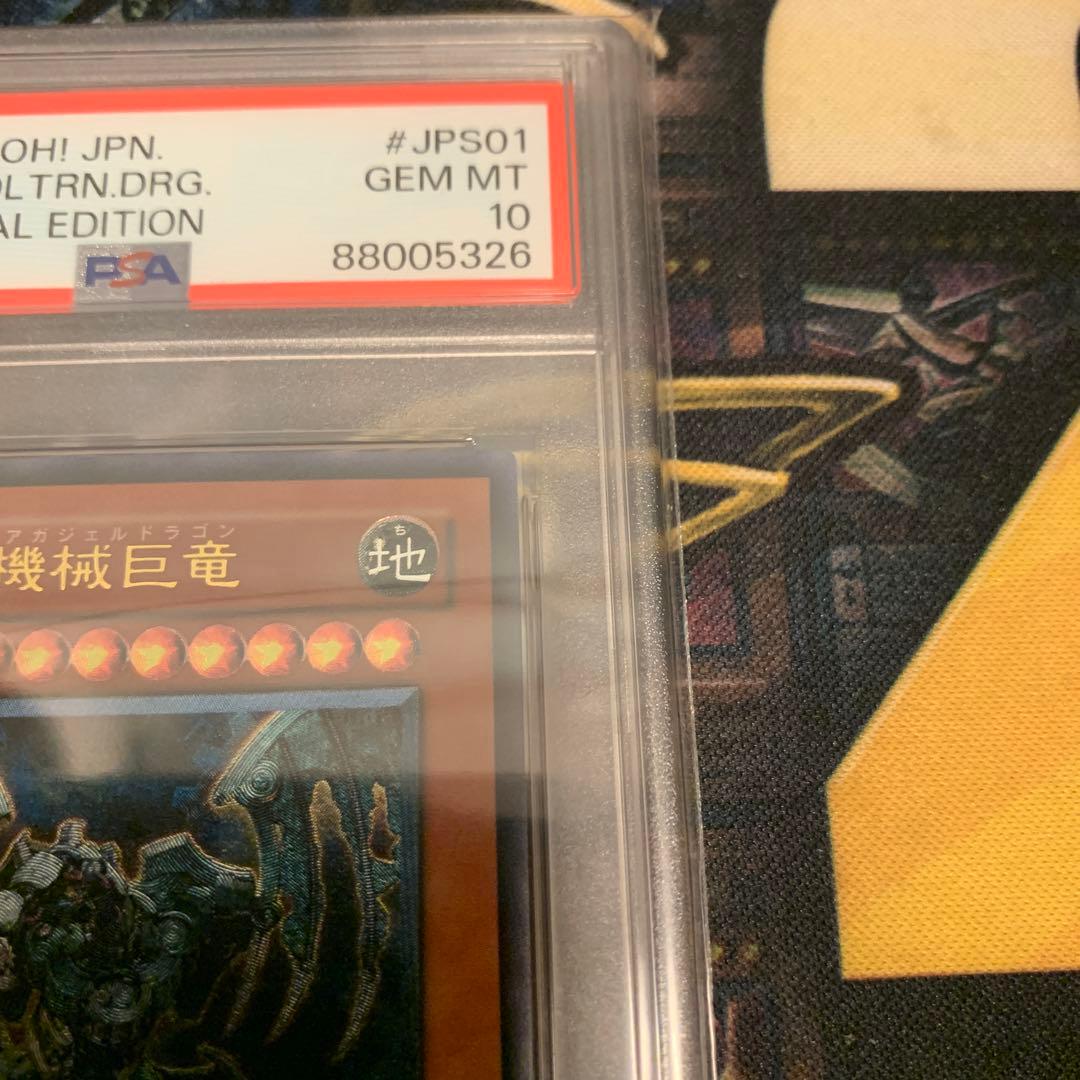 OH! JPN. #JPS01
LTRN.DRG. GEM MT
AL EDITION 10
PSA 88005326
アガジェルドラゴン
機械巨竜
ち
地